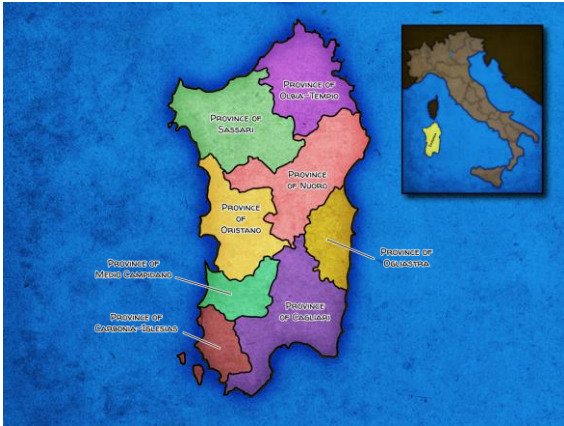 Province of
Olbia-Tempio
Province of
Sassari
Province of
Nuoro
Province
of
Oristano
Province of
Ogliastra
Province of
Medio Campidano
Province
of Cagliari
Province of
Carbonia-Iglesias